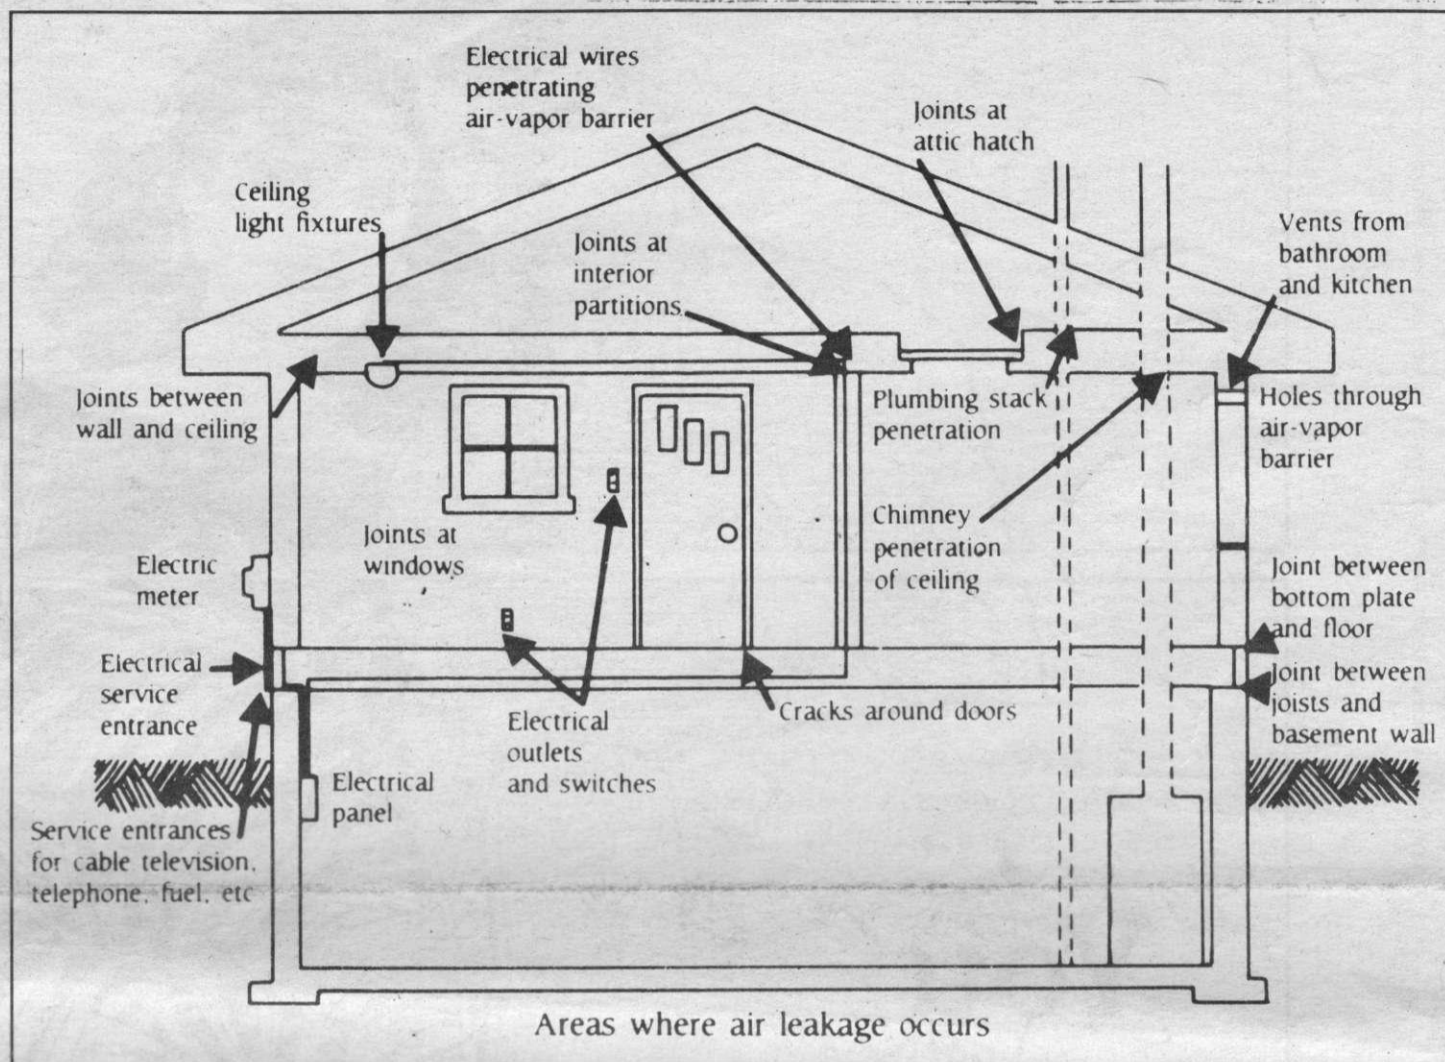 Electrical wires
penetrating
air-vapor barrier
Joints at
attic hatch
Ceiling
light fixtures
Joints at
interior
partitions
Vents from
bathroom
and kitchen
Joints between
wall and ceiling
Plumbing stack
penetration
Holes through
air-vapor
barrier
Joints at
windows
Chimney
penetration
of ceiling
Electric
meter
Joint between
bottom plate
and floor
Electrical
service
entrance
Joint between
joists and
basement wall
Electrical
outlets
and switches
Cracks around doors
Electrical
panel
Service entrances
for cable television,
telephone, fuel, etc
Areas where air leakage occurs